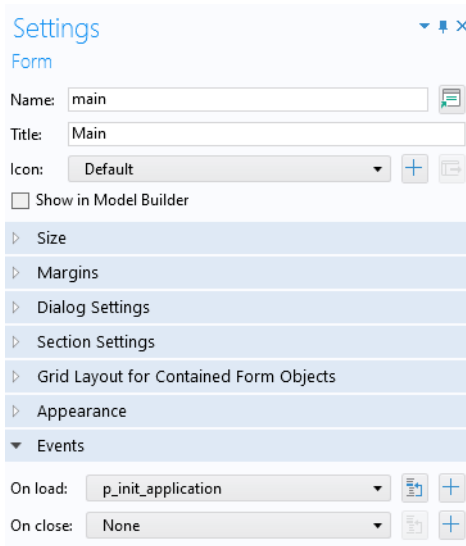 Settings
Form
Name: main
Title: Main
Icon: Default
Show in Model Builder
Size
Margins
Dialog Settings
Section Settings
Grid Layout for Contained Form Objects
Appearance
Events
On load: p_init_application
On close: None